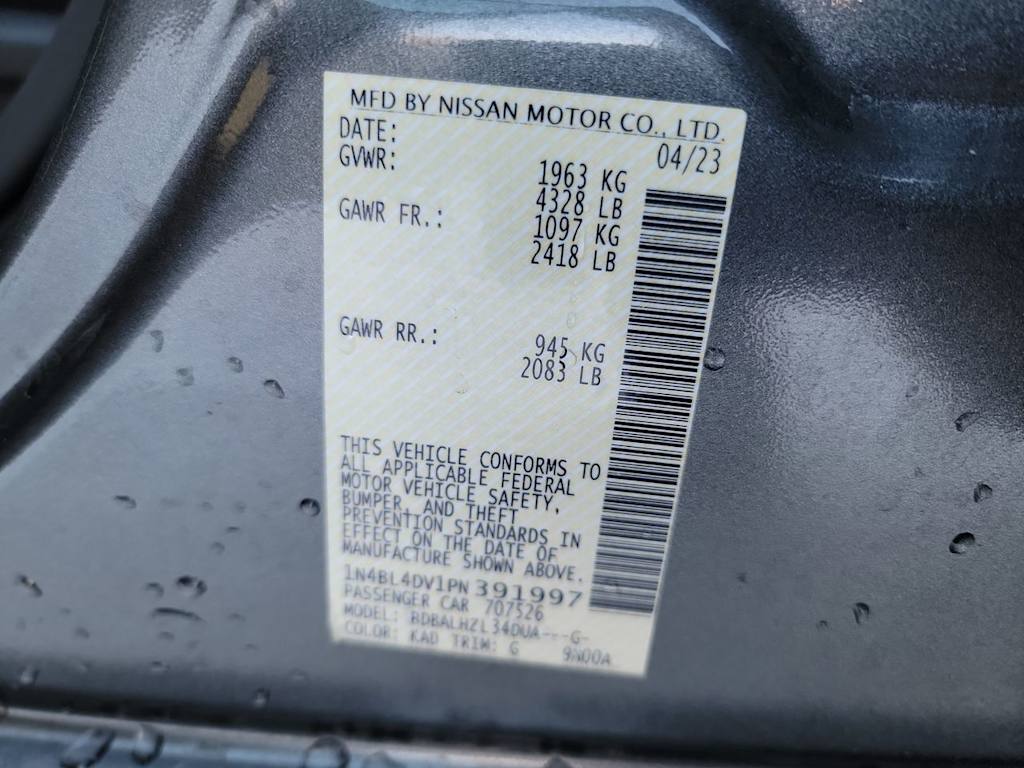 MFD BY NISSAN MOTOR CO., LTD.
DATE: 04/23
GVWR: 1963 KG
4328 LB
GAWR FR.: 1097 KG
2418 LB
GAWR RR.: 945 KG
2083 LB
THIS VEHICLE CONFORMS TO
ALL APPLICABLE FEDERAL
MOTOR VEHICLE SAFETY,
BUMPER, AND THEFT
PREVENTION STANDARDS IN
EFFECT ON THE DATE OF
MANUFACTURE SHOWN ABOVE.
1N4BL4DV1PN391997
PASSENGER CAR 707526
MODEL: BDBALHZL34DUA---G-
COLOR: KAD TRIM: G 9N00A